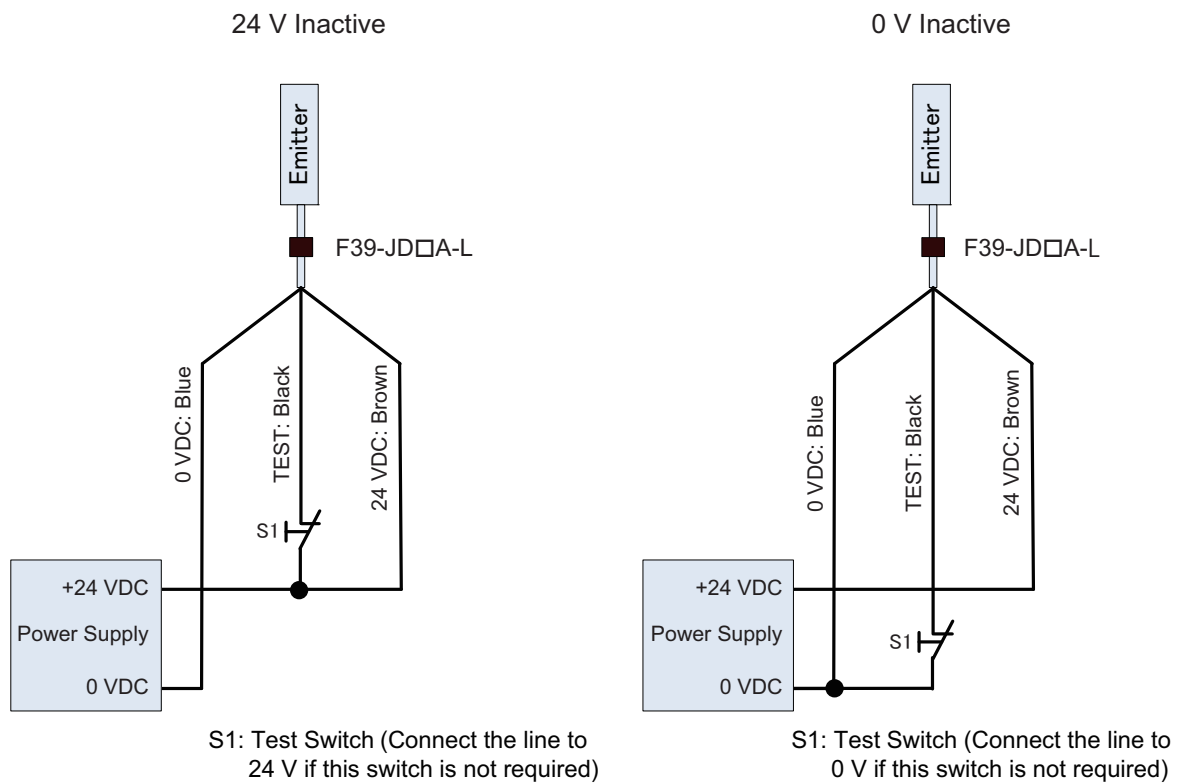 24 V Inactive
Emitter
F39-JD□A-L
0 VDC: Blue
TEST: Black
24 VDC: Brown
S1
+24 VDC
Power Supply
0 VDC
S1: Test Switch (Connect the line to
24 V if this switch is not required)
0 V Inactive
Emitter
F39-JD□A-L
0 VDC: Blue
TEST: Black
24 VDC: Brown
+24 VDC
Power Supply
S1
0 VDC
S1: Test Switch (Connect the line to
0 V if this switch is not required)